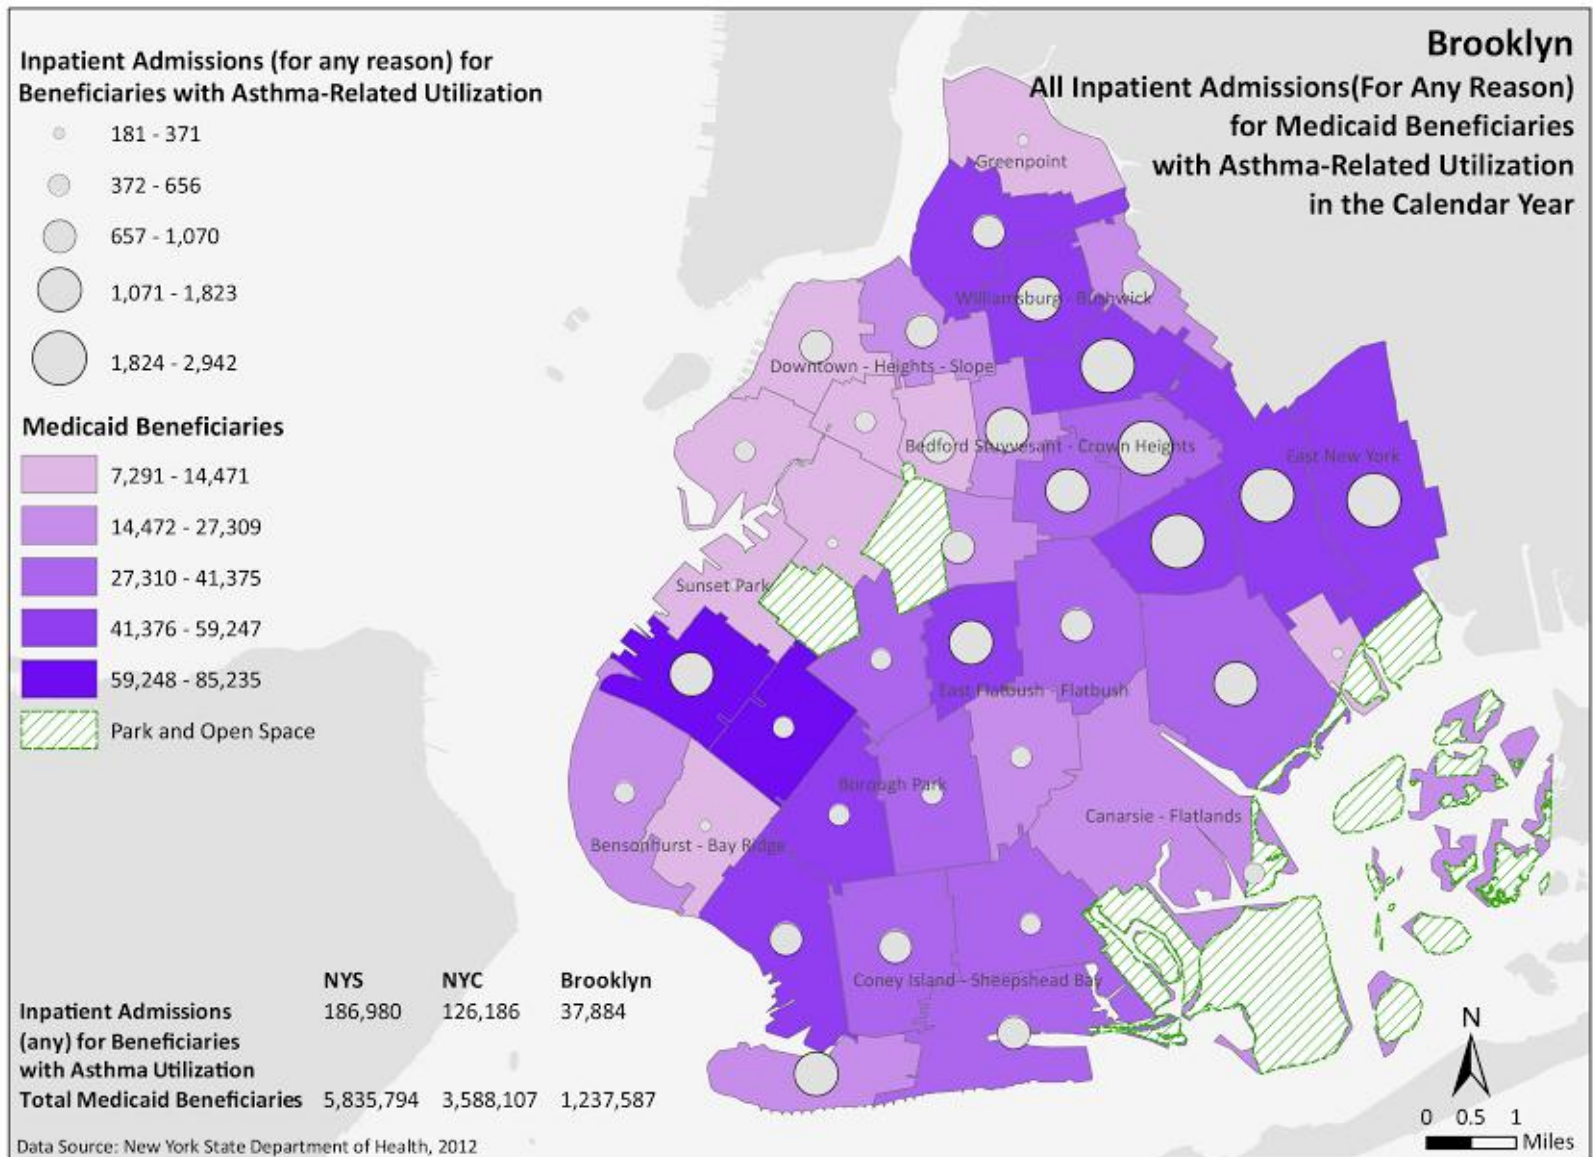 Brooklyn
All Inpatient Admissions(For Any Reason)
for Medicaid Beneficiaries
with Asthma-Related Utilization
in the Calendar Year
Inpatient Admissions (for any reason) for
Beneficiaries with Asthma-Related Utilization
181 - 371
372 - 656
657 - 1,070
1,071 - 1,823
1,824 - 2,942
Medicaid Beneficiaries
7,291 - 14,471
14,472 - 27,309
27,310 - 41,375
41,376 - 59,247
59,248 - 85,235
Park and Open Space
Greenpoint
Williamsburg - Bushwick
Downtown - Heights - Slope
Bedford Stuyvesant - Crown Heights
East New York
Sunset Park
East Flatbush - Flatbush
Borough Park
Canarsie - Flatlands
Bensonhurst - Bay Ridge
Coney Island - Sheepshead Bay
NYS NYC Brooklyn
Inpatient Admissions 186,980 126,186 37,884
(any) for Beneficiaries
with Asthma Utilization
Total Medicaid Beneficiaries 5,835,794 3,588,107 1,237,587
Data Source: New York State Department of Health, 2012
N
0 0.5 1
Miles